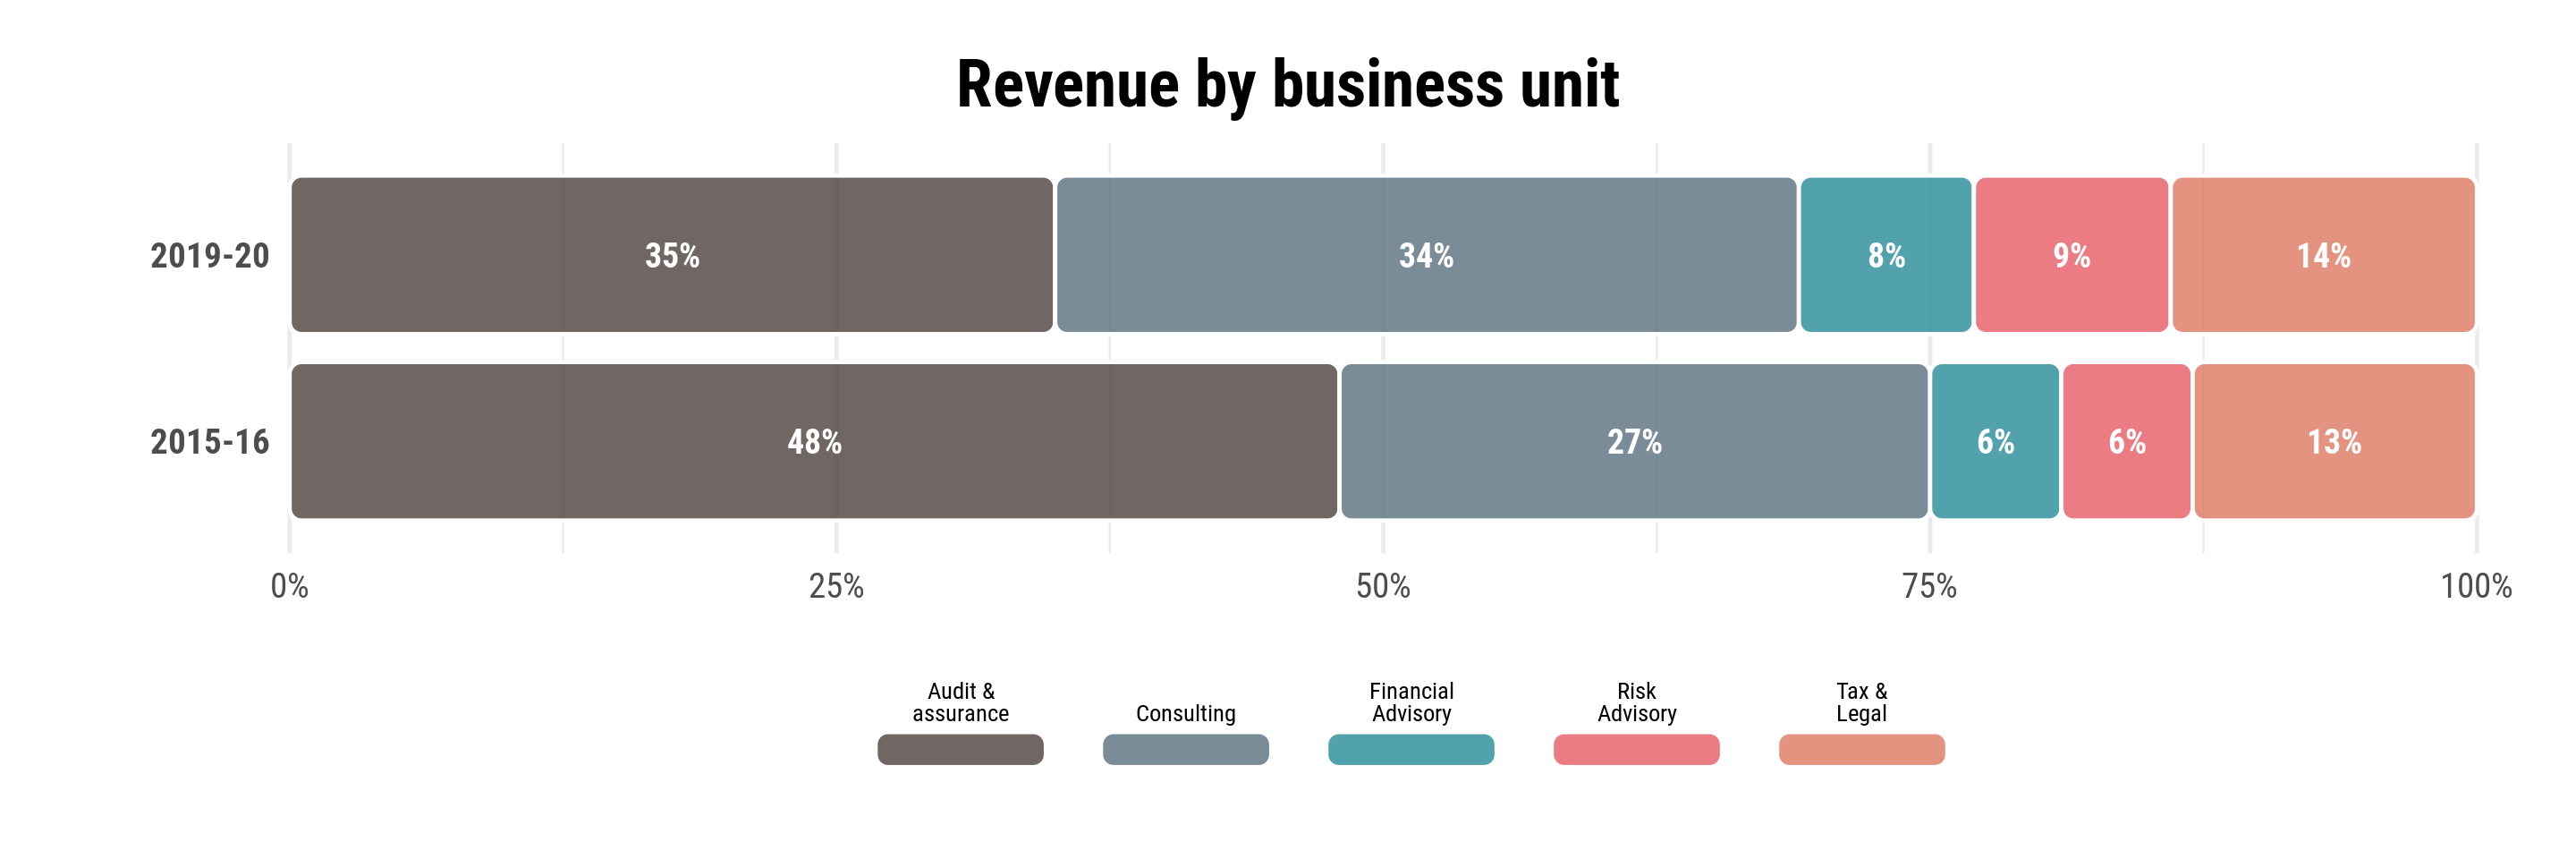 Revenue by business unit
2019-20
35%
34%
8%
9%
14%
2015-16
48%
27%
6%
6%
13%
0%
25%
50%
75%
100%
Audit &
assurance
Consulting
Financial
Advisory
Risk
Advisory
Tax &
Legal